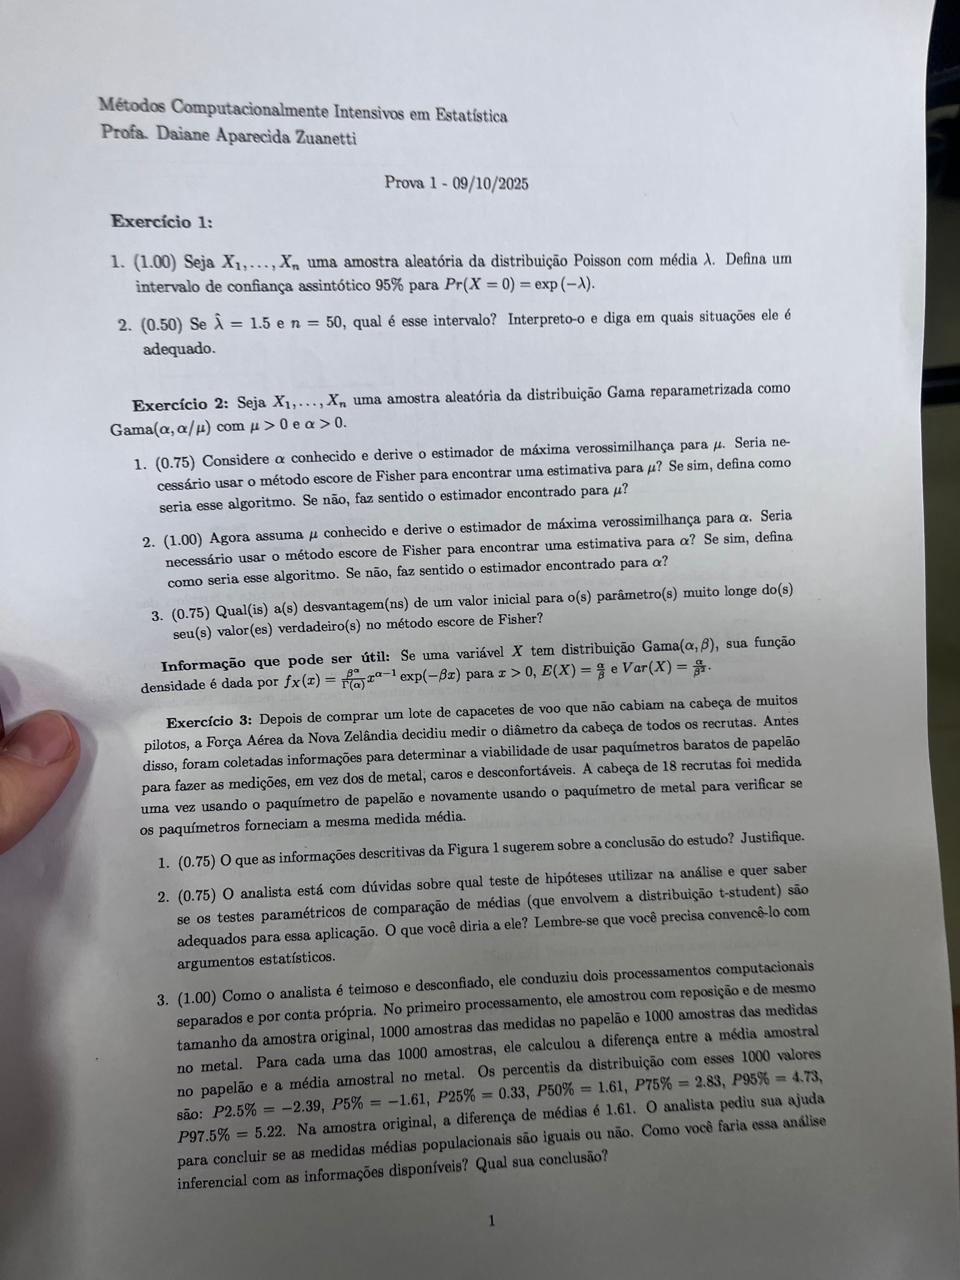 Métodos Computacionalmente Intensivos em Estatística
Profa. Daiane Aparecida Zuanetti
Prova 1 - 09/10/2025
Exercício 1:
1. (1.00) Seja X₁, . . . , Xₙ uma amostra aleatória da distribuição Poisson com média λ. Defina um
intervalo de confiança assintótico 95% para Pr(X = 0) = exp (−λ).
2. (0.50) Se λ̂ = 1.5 e n = 50, qual é esse intervalo? Interpreto-o e diga em quais situações ele é
adequado.
Exercício 2: Seja X₁, . . . , Xₙ uma amostra aleatória da distribuição Gama reparametrizada como
Gama(α, α/μ) com μ > 0 e α > 0.
1. (0.75) Considere α conhecido e derive o estimador de máxima verossimilhança para μ. Seria ne-
cessário usar o método escore de Fisher para encontrar uma estimativa para μ? Se sim, defina como
seria esse algoritmo. Se não, faz sentido o estimador encontrado para μ?
2. (1.00) Agora assuma μ conhecido e derive o estimador de máxima verossimilhança para α. Seria
necessário usar o método escore de Fisher para encontrar uma estimativa para α? Se sim, defina
como seria esse algoritmo. Se não, faz sentido o estimador encontrado para α?
3. (0.75) Qual(is) a(s) desvantagem(ns) de um valor inicial para o(s) parâmetro(s) muito longe do(s)
seu(s) valor(es) verdadeiro(s) no método escore de Fisher?
Informação que pode ser útil: Se uma variável X tem distribuição Gama(α, β), sua função
densidade é dada por f_X(x) = β^α/Γ(α) x^(α−1) exp(−βx) para x > 0, E(X) = α/β e Var(X) = α/β².
Exercício 3: Depois de comprar um lote de capacetes de voo que não cabiam na cabeça de muitos
pilotos, a Força Aérea da Nova Zelândia decidiu medir o diâmetro da cabeça de todos os recrutas. Antes
disso, foram coletadas informações para determinar a viabilidade de usar paquímetros baratos de papelão
para fazer as medições, em vez dos de metal, caros e desconfortáveis. A cabeça de 18 recrutas foi medida
uma vez usando o paquímetro de papelão e novamente usando o paquímetro de metal para verificar se
os paquímetros forneciam a mesma medida média.
1. (0.75) O que as informações descritivas da Figura 1 sugerem sobre a conclusão do estudo? Justifique.
2. (0.75) O analista está com dúvidas sobre qual teste de hipóteses utilizar na análise e quer saber
se os testes paramétricos de comparação de médias (que envolvem a distribuição t-student) são
adequados para essa aplicação. O que você diria a ele? Lembre-se que você precisa convencê-lo com
argumentos estatísticos.
3. (1.00) Como o analista é teimoso e desconfiado, ele conduziu dois processamentos computacionais
separados e por conta própria. No primeiro processamento, ele amostrou com reposição e de mesmo
tamanho da amostra original, 1000 amostras das medidas no papelão e 1000 amostras das medidas
no metal. Para cada uma das 1000 amostras, ele calculou a diferença entre a média amostral
no papelão e a média amostral no metal. Os percentis da distribuição com esses 1000 valores
são: P2.5% = −2.39, P5% = −1.61, P25% = 0.33, P50% = 1.61, P75% = 2.83, P95% = 4.73,
P97.5% = 5.22. Na amostra original, a diferença de médias é 1.61. O analista pediu sua ajuda
para concluir se as medidas médias populacionais são iguais ou não. Como você faria essa análise
inferencial com as informações disponíveis? Qual sua conclusão?
1